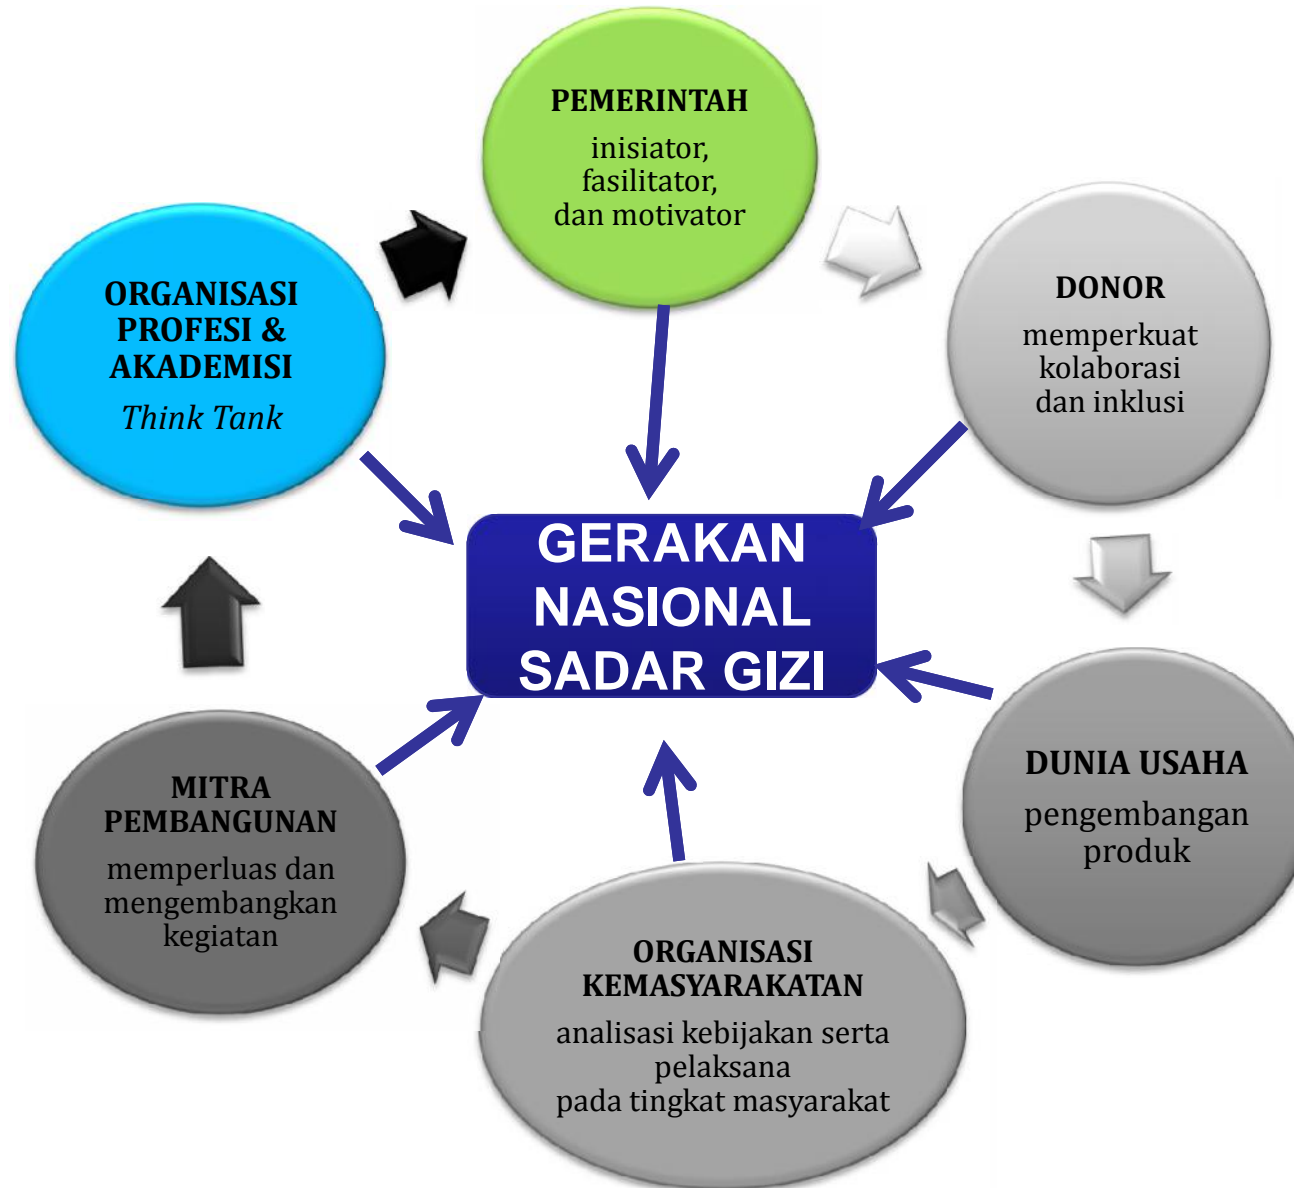 PEMERINTAH
inisiator,
fasilitator,
dan motivator
DONOR
memperkuat
kolaborasi
dan inklusi
DUNIA USAHA
pengembangan
produk
ORGANISASI
KEMASYARAKATAN
analisasi kebijakan serta
pelaksana
pada tingkat masyarakat
MITRA
PEMBANGUNAN
memperluas dan
mengembangkan
kegiatan
ORGANISASI
PROFESI &
AKADEMISI
Think Tank
GERAKAN
NASIONAL
SADAR GIZI